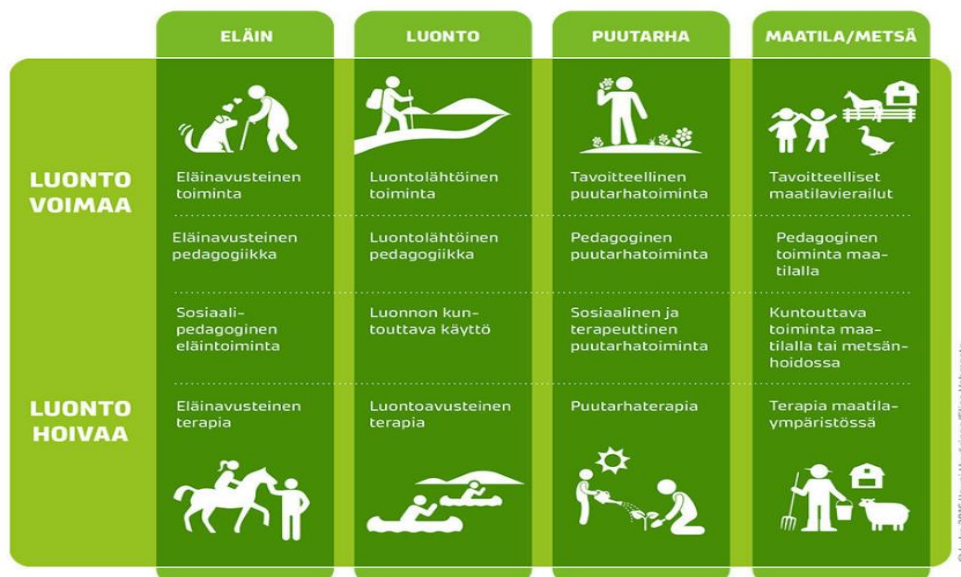 ELÄIN
LUONTO
PUUTARHA
MAATILA/METSÄ
LUONTO
VOIMAA
Eläinavusteinen
toiminta
Luontolähtöinen
toiminta
Tavoitteellinen
puutarhatoiminta
Tavoitteelliset
maatilavierailut
Eläinavusteinen
pedagogiikka
Luontolähtöinen
pedagogiikka
Pedagoginen
puutarhatoiminta
Pedagoginen
toiminta maa-
tilalla
Sosiaali-
pedagoginen
eläintoiminta
Luonnon kun-
touttava käyttö
Sosiaalinen ja
terapeuttinen
puutarhatoiminta
Kuntouttava
toiminta maa-
tilalla tai metsän-
hoidossa
LUONTO
HOIVAA
Eläinavusteinen
terapia
Luontoavusteinen
terapia
Puutarhaterapia
Terapia maatila-
ympäristössä